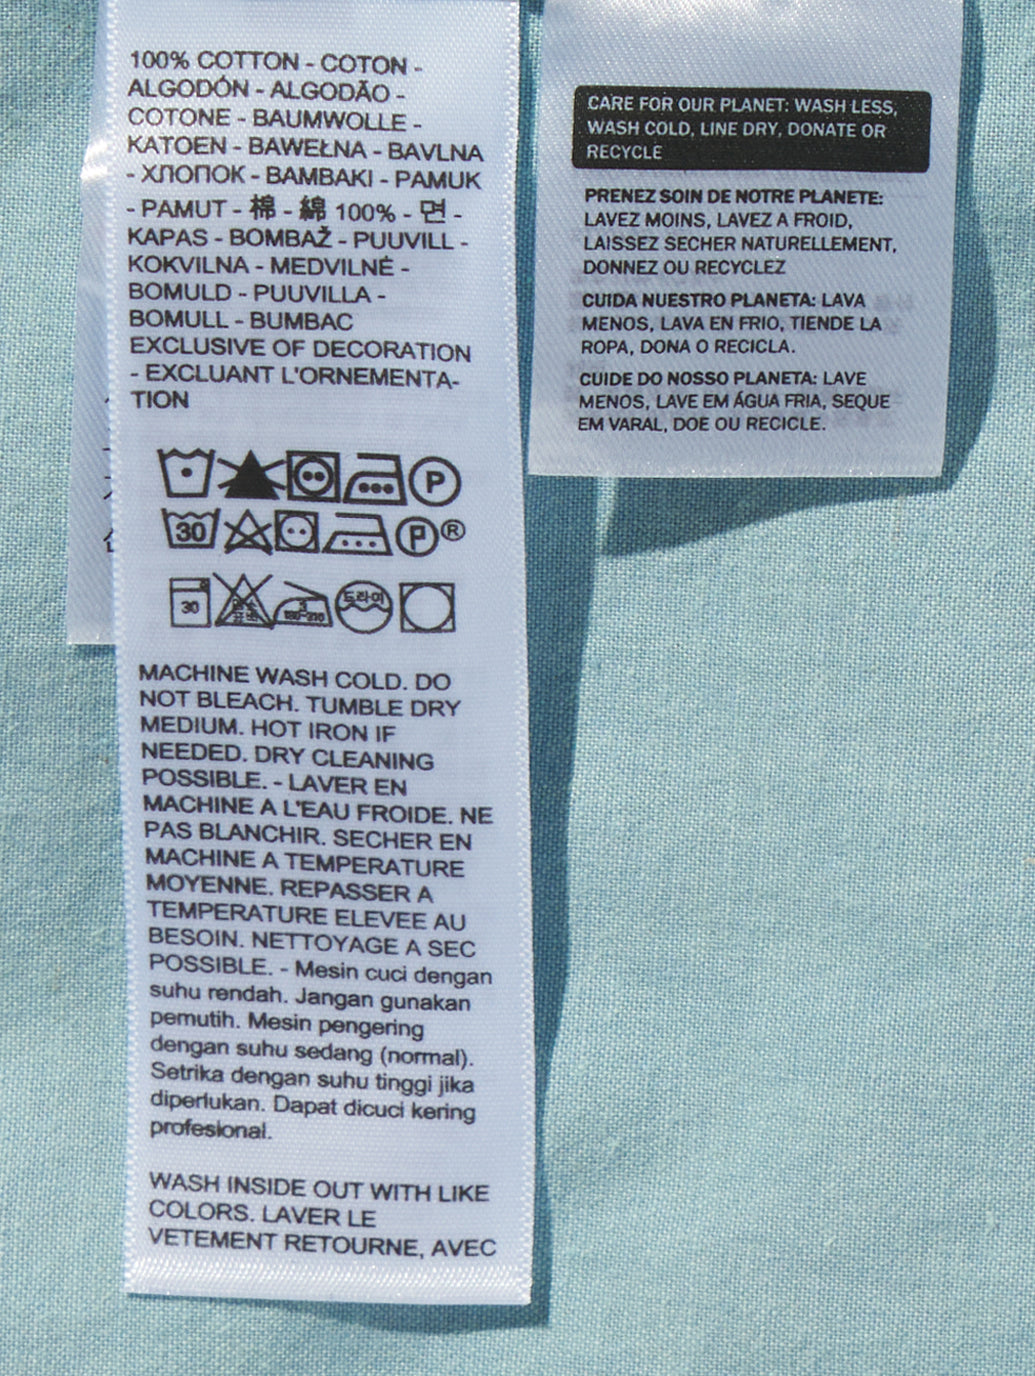 100% COTTON - COTON -
ALGODÓN - ALGODÃO -
COTONE - BAUMWOLLE -
KATOEN - BAWEŁNA - BAVLNA
- ХЛОПОК - BAMBAKI - PAMUK
- PAMUT - 棉 - 綿 100% - 면 -
KAPAS - BOMBAŽ - PUUVILL -
KOKVILNA - MEDVILNĖ -
BOMULD - PUUVILLA -
BOMULL - BUMBAC
EXCLUSIVE OF DECORATION
- EXCLUANT L'ORNEMENTA-
TION
P
30 P ®
30 3 180~210 드라이
MACHINE WASH COLD. DO
NOT BLEACH. TUMBLE DRY
MEDIUM. HOT IRON IF
NEEDED. DRY CLEANING
POSSIBLE. - LAVER EN
MACHINE A L'EAU FROIDE. NE
PAS BLANCHIR. SECHER EN
MACHINE A TEMPERATURE
MOYENNE. REPASSER A
TEMPERATURE ELEVEE AU
BESOIN. NETTOYAGE A SEC
POSSIBLE. - Mesin cuci dengan
suhu rendah. Jangan gunakan
pemutih. Mesin pengering
dengan suhu sedang (normal).
Setrika dengan suhu tinggi jika
diperlukan. Dapat dicuci kering
profesional.
WASH INSIDE OUT WITH LIKE
COLORS. LAVER LE
VETEMENT RETOURNE, AVEC
CARE FOR OUR PLANET: WASH LESS,
WASH COLD, LINE DRY, DONATE OR
RECYCLE
PRENEZ SOIN DE NOTRE PLANETE:
LAVEZ MOINS, LAVEZ A FROID,
LAISSEZ SECHER NATURELLEMENT,
DONNEZ OU RECYCLEZ
CUIDA NUESTRO PLANETA: LAVA
MENOS, LAVA EN FRIO, TIENDE LA
ROPA, DONA O RECICLA.
CUIDE DO NOSSO PLANETA: LAVE
MENOS, LAVE EM ÁGUA FRIA, SEQUE
EM VARAL, DOE OU RECICLE.